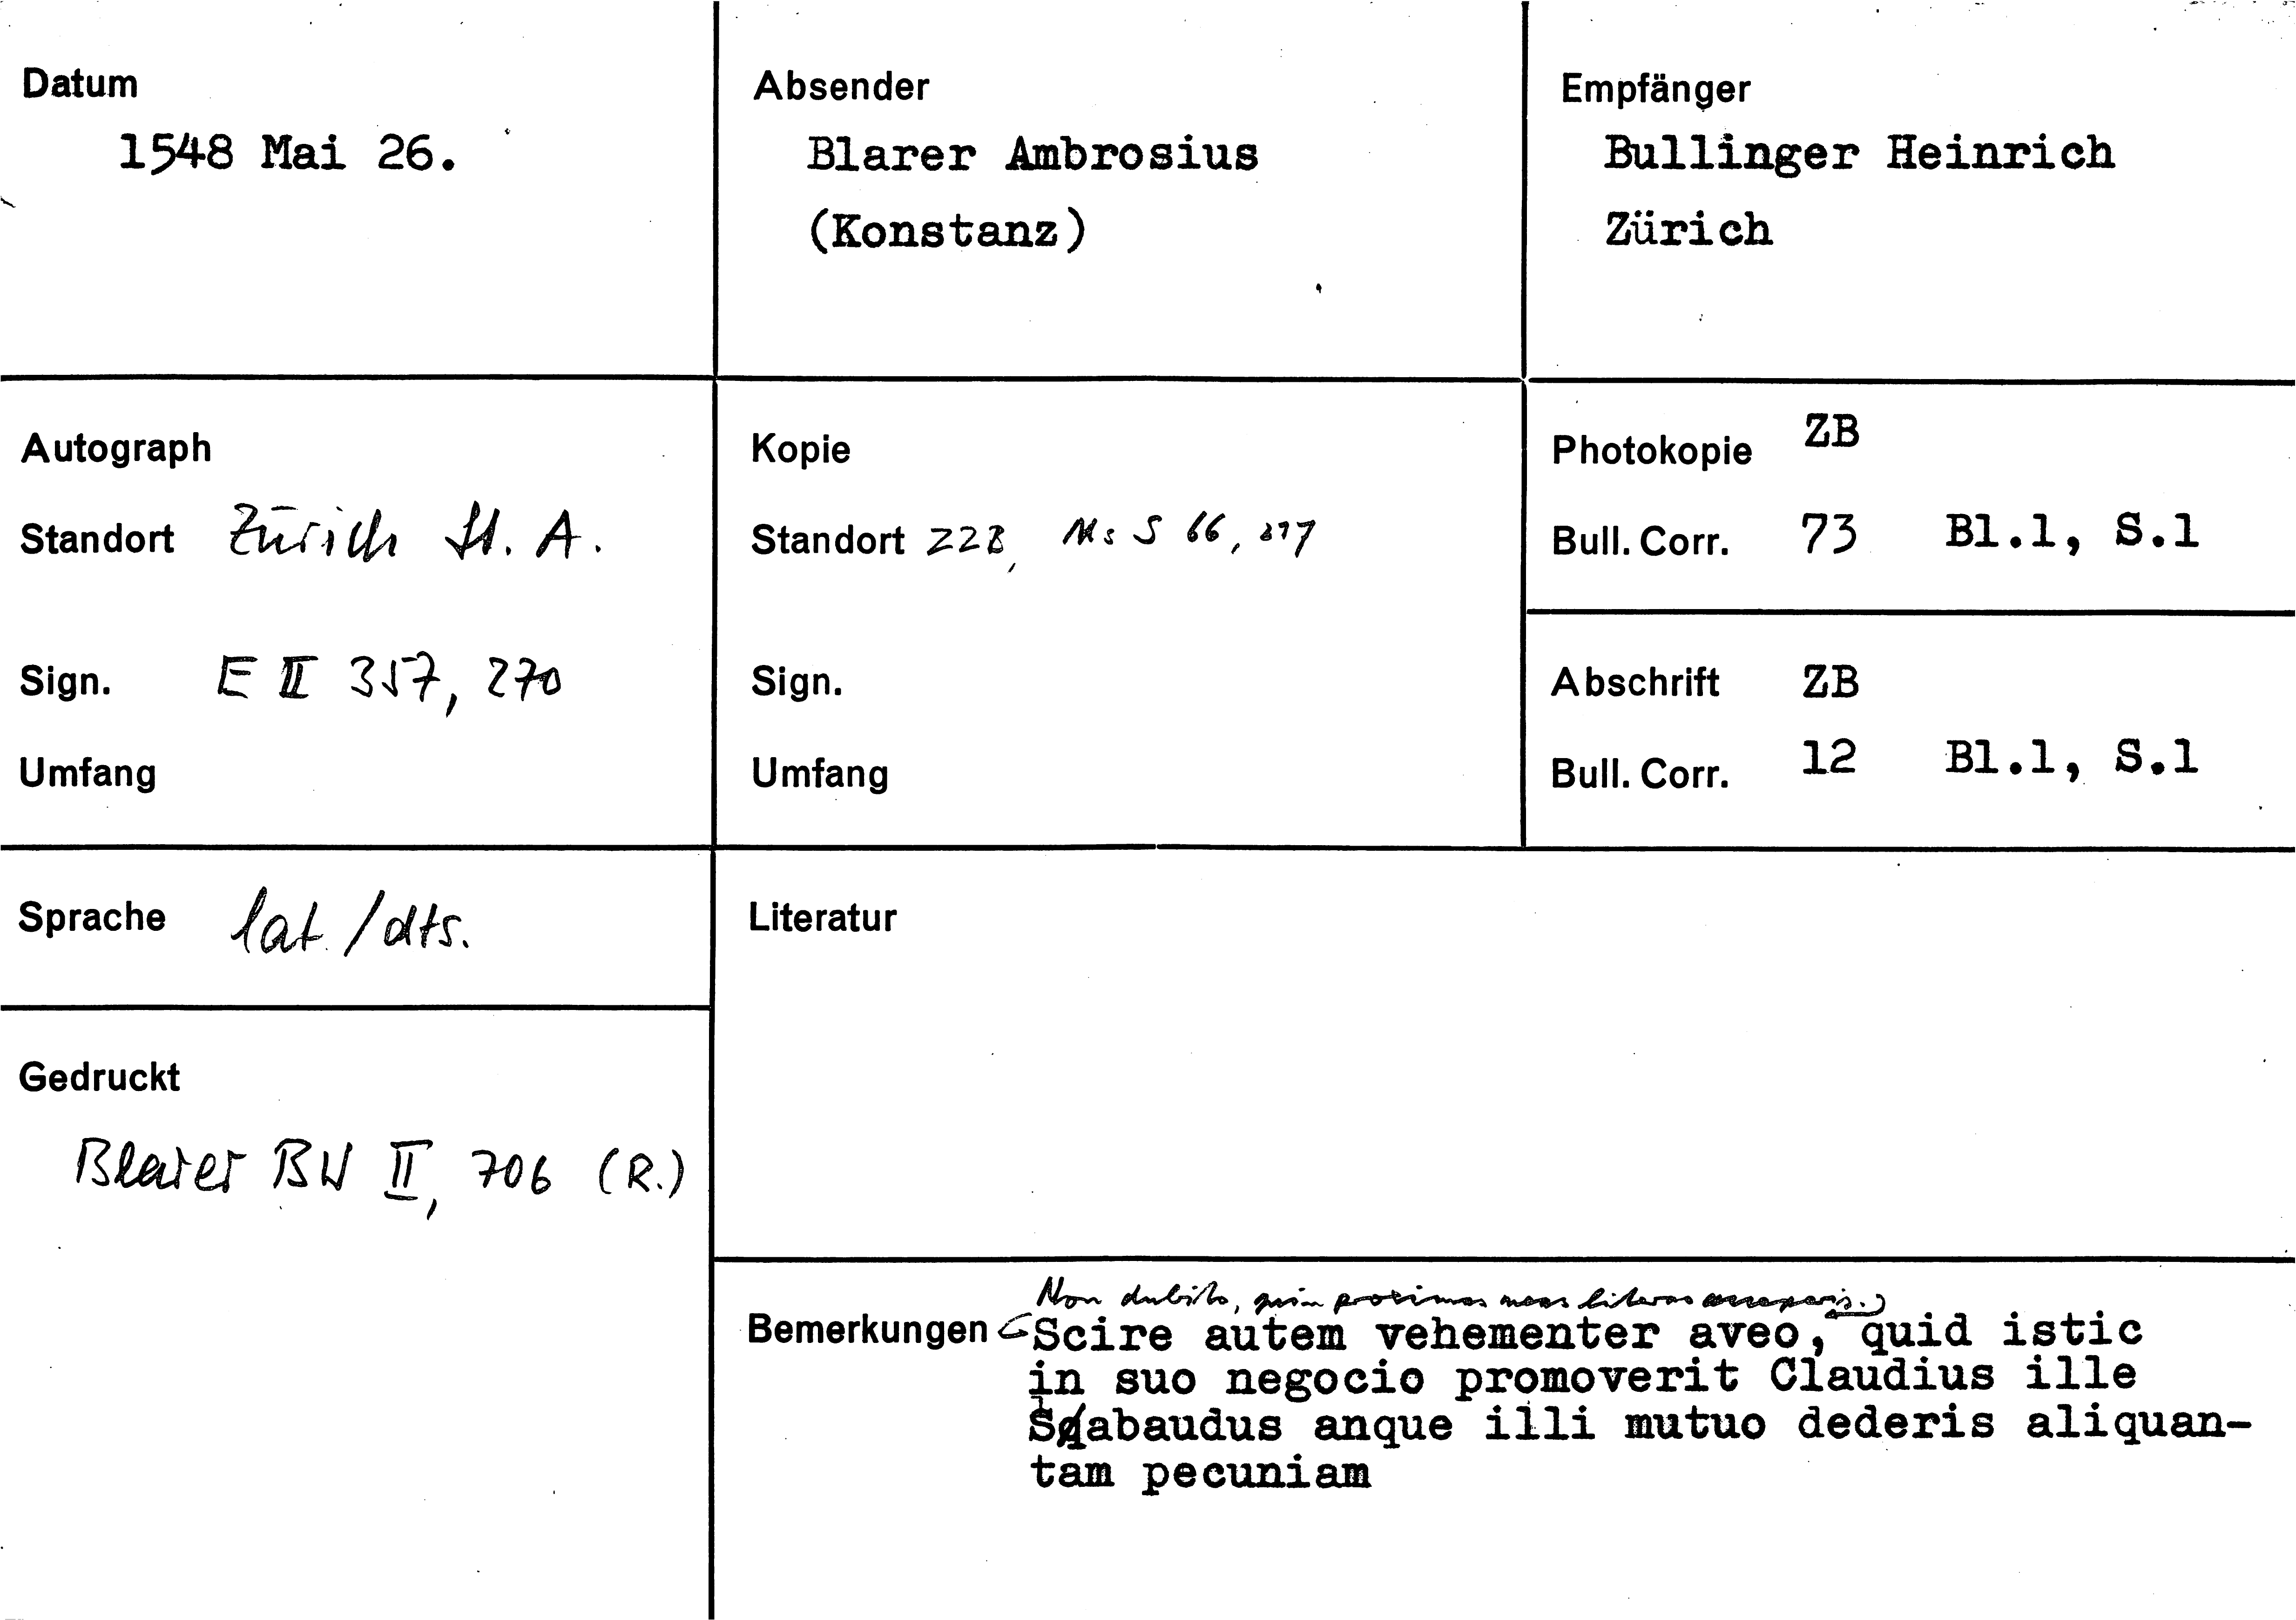 Datum
1548 Mai 26.
Absender
Blarer Ambrosius
(Konstanz)
Empfänger
Bullinger Heinrich
Zürich
Autograph
Standort Zürich St. A.
Sign. E II 357, 270
Umfang
Kopie
Standort ZZB, Ms S 66,
Sign.
Umfang
Photokopie ZB
Bull. Corr. 73 Bl.1, S.1
Abschrift ZB
Bull. Corr. 12 Bl.1, S.1
Sprache lat./dts.
Literatur
Gedruckt
Blarer BW II, 706 (R.)
Non dubito, quin proximas meas literas
Bemerkungen Scire autem vehementer aveo, quid istic
in suo negocio promoverit Claudius ille
Sabaudus anque illi mutuo dederis aliquan-
tam pecuniam